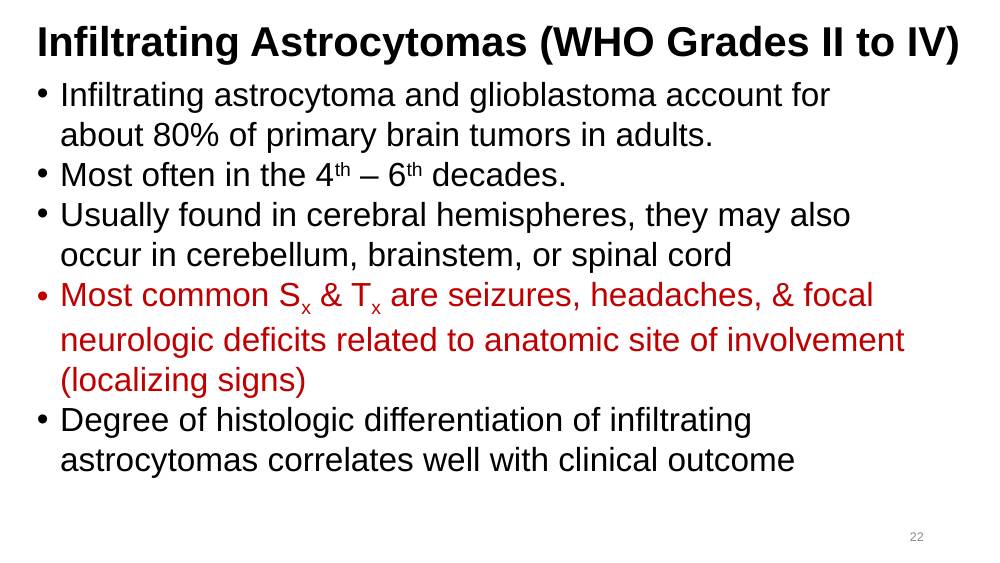 Infiltrating Astrocytomas (WHO Grades II to IV)
• Infiltrating astrocytoma and glioblastoma account for
about 80% of primary brain tumors in adults.
• Most often in the 4th – 6th decades.
• Usually found in cerebral hemispheres, they may also
occur in cerebellum, brainstem, or spinal cord
• Most common Sx & Tx are seizures, headaches, & focal
neurologic deficits related to anatomic site of involvement
(localizing signs)
• Degree of histologic differentiation of infiltrating
astrocytomas correlates well with clinical outcome
22